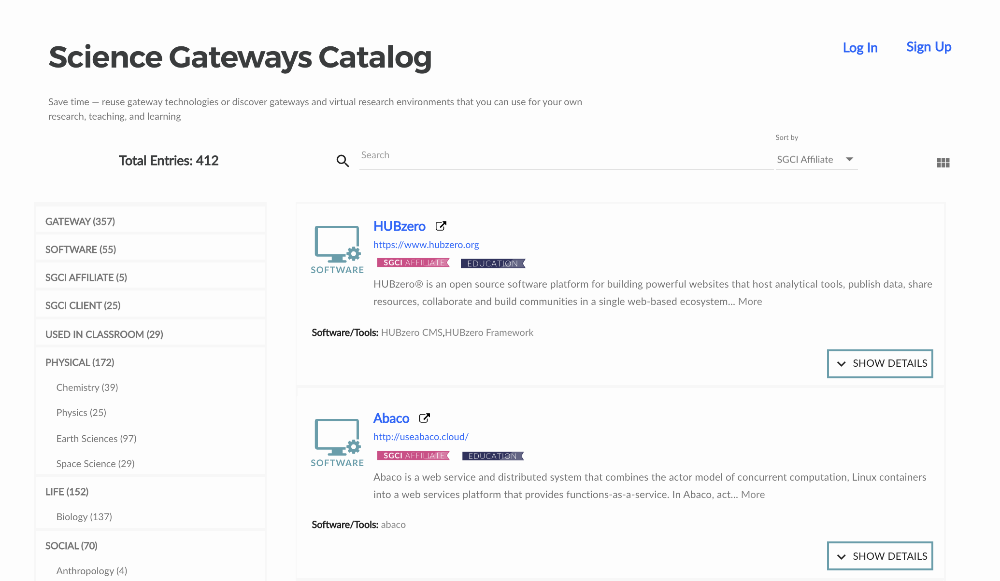 Science Gateways Catalog
Log In
Sign Up
Save time — reuse gateway technologies or discover gateways and virtual research environments that you can use for your own
research, teaching, and learning
Total Entries: 412
Search
Sort by
SGCI Affiliate
GATEWAY (357)
SOFTWARE (55)
SGCI AFFILIATE (5)
SGCI CLIENT (25)
USED IN CLASSROOM (29)
PHYSICAL (172)
Chemistry (39)
Physics (25)
Earth Sciences (97)
Space Science (29)
LIFE (152)
Biology (137)
SOCIAL (70)
Anthropology (4)
SOFTWARE
HUBzero
https://www.hubzero.org
SGCI AFFILIATE
EDUCATION
HUBzero® is an open source software platform for building powerful websites that host analytical tools, publish data, share
resources, collaborate and build communities in a single web-based ecosystem... More
Software/Tools: HUBzero CMS,HUBzero Framework
SHOW DETAILS
SOFTWARE
Abaco
http://useabaco.cloud/
SGCI AFFILIATE
EDUCATION
Abaco is a web service and distributed system that combines the actor model of concurrent computation, Linux containers
into a web services platform that provides functions-as-a-service. In Abaco, act... More
Software/Tools: abaco
SHOW DETAILS